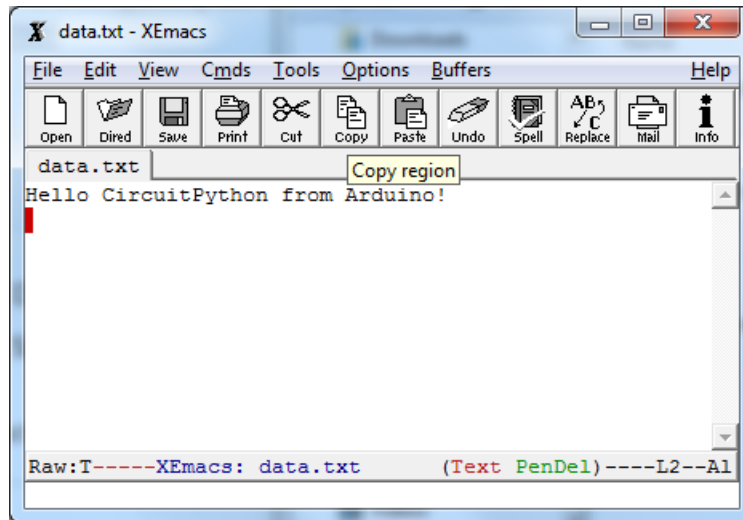 data.txt - XEmacs
File Edit View Cmds Tools Options Buffers Help
Open Dired Save Print Cut Copy Paste Undo Spell Replace Mail Info
data.txt
Copy region
Hello CircuitPython from Arduino!
Raw:T-----XEmacs: data.txt (Text PenDel)----L2--Al